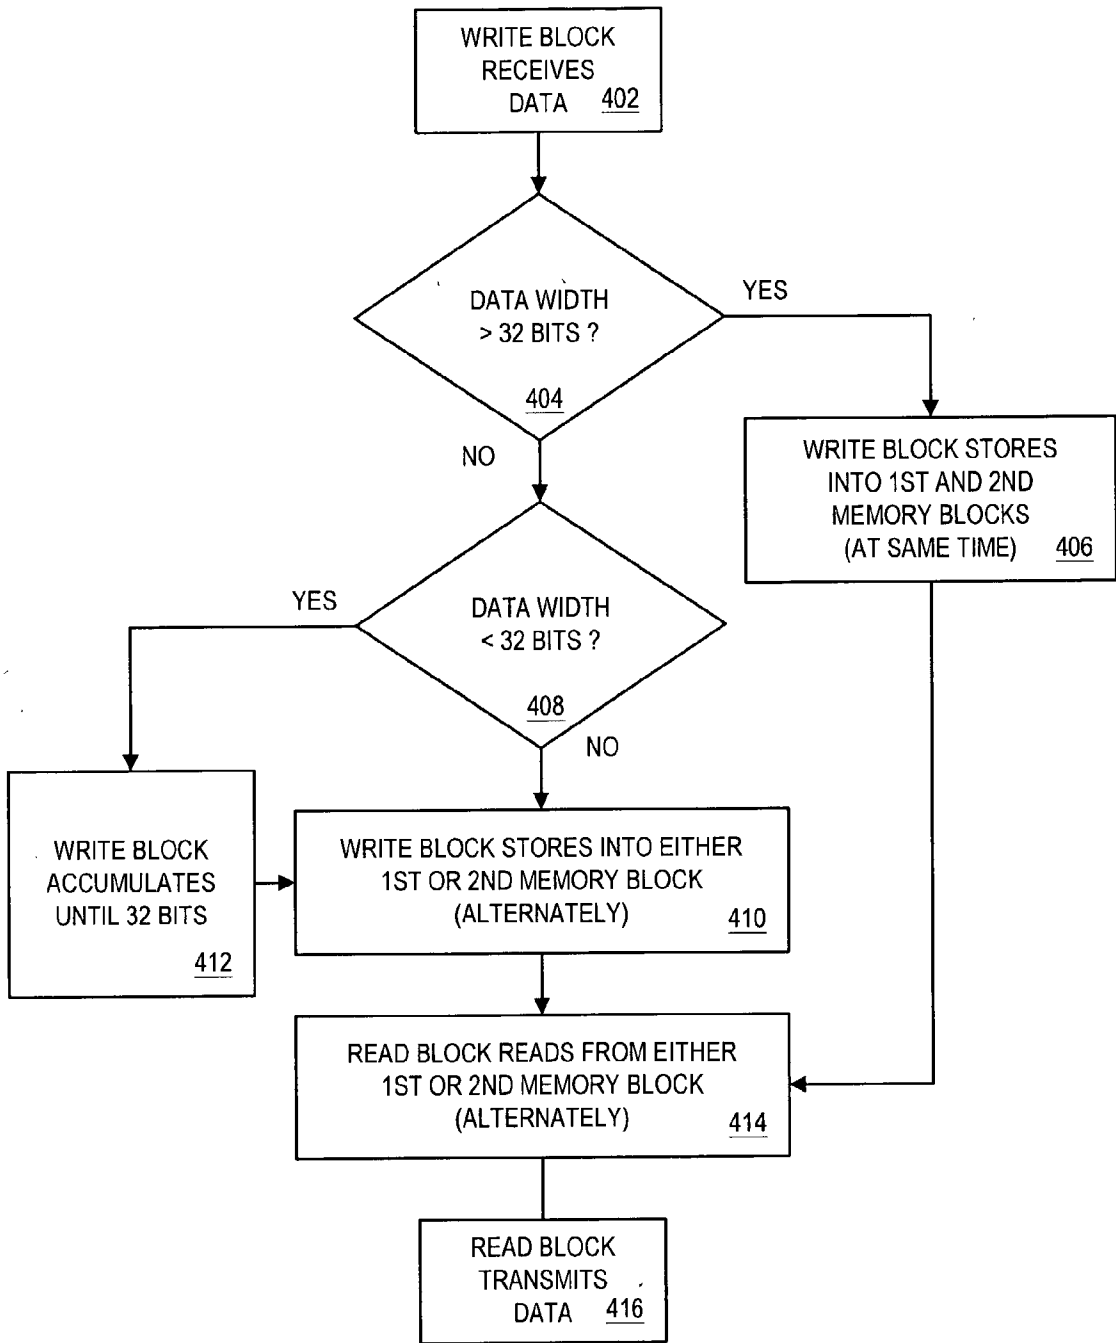 WRITE BLOCK
RECEIVES
DATA 402
DATA WIDTH
> 32 BITS ?
404
YES
NO
WRITE BLOCK STORES
INTO 1ST AND 2ND
MEMORY BLOCKS
(AT SAME TIME) 406
DATA WIDTH
< 32 BITS ?
408
YES
NO
WRITE BLOCK
ACCUMULATES
UNTIL 32 BITS
412
WRITE BLOCK STORES INTO EITHER
1ST OR 2ND MEMORY BLOCK
(ALTERNATELY) 410
READ BLOCK READS FROM EITHER
1ST OR 2ND MEMORY BLOCK
(ALTERNATELY) 414
READ BLOCK
TRANSMITS
DATA 416